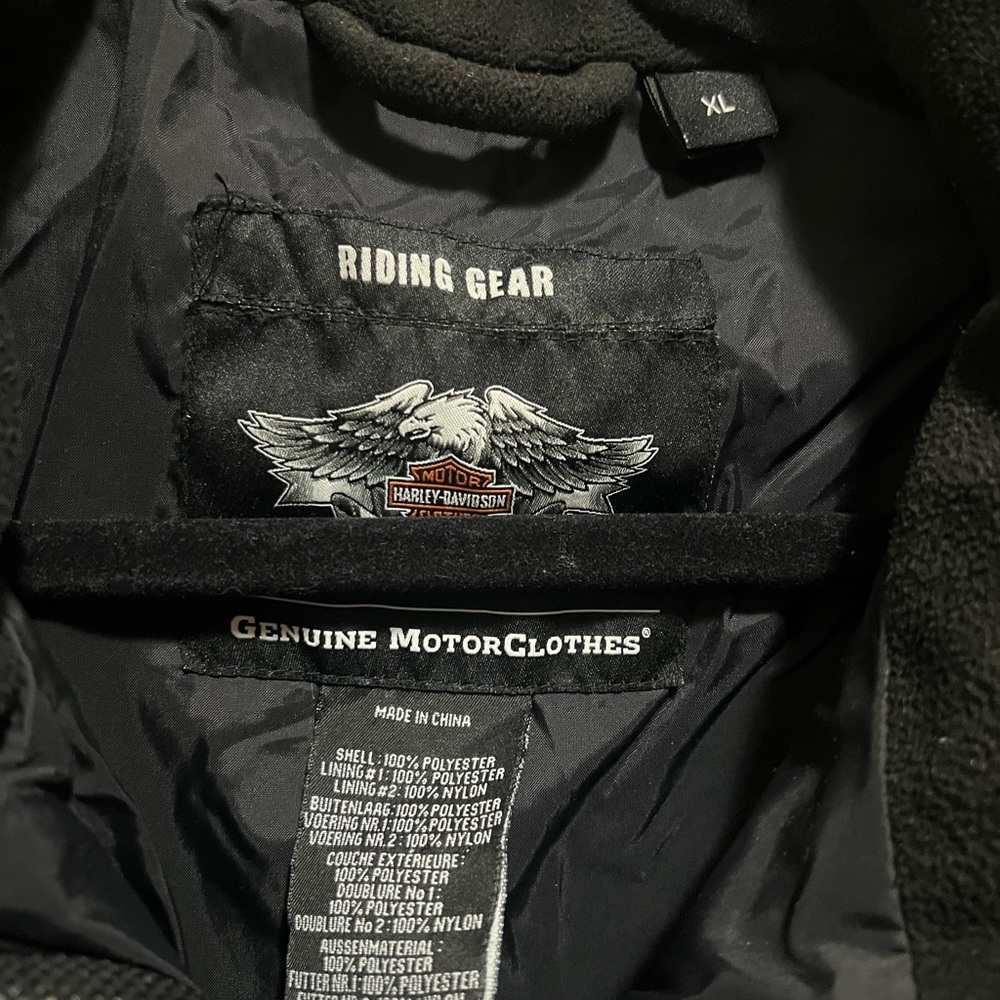 XL
RIDING GEAR
MOTOR
HARLEY-DAVIDSON
GENUINE MOTORCLOTHES®
MADE IN CHINA
SHELL:100% POLYESTER
LINING#1:100% POLYESTER
LINING#2:100% NYLON
BUITENLAAG:100% POLYESTER
VOERING NR.1:100% POLYESTER
VOERING NR.2:100% NYLON
COUCHE EXTÉRIEURE:
100% POLYESTER
DOUBLURE No 1:
100% POLYESTER
DOUBLURE No 2:100% NYLON
AUSSENMATERIAL:
100% POLYESTER
FUTTER NR.1:100% POLYESTER